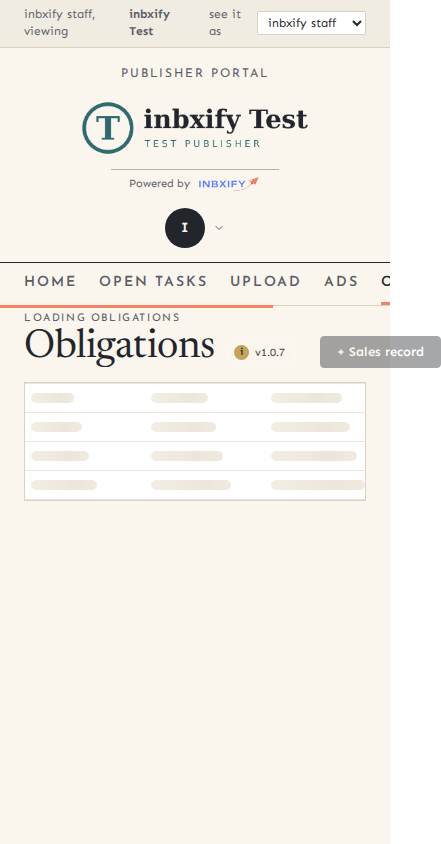 inbxify staff, viewing
inbxify Test
see it as
inbxify staff
PUBLISHER PORTAL
T
inbxify Test
TEST PUBLISHER
Powered by INBXIFY
I
HOME OPEN TASKS UPLOAD ADS
LOADING OBLIGATIONS
Obligations
i v1.0.7
+ Sales record